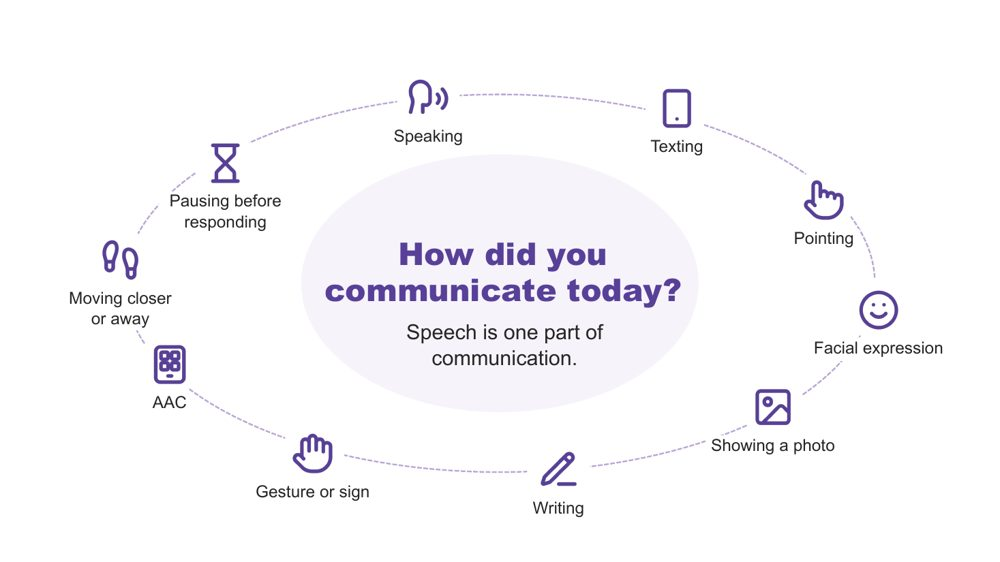 How did you
communicate today?
Speech is one part of
communication.
Speaking
Texting
Pointing
Facial expression
Showing a photo
Writing
Gesture or sign
AAC
Moving closer
or away
Pausing before
responding